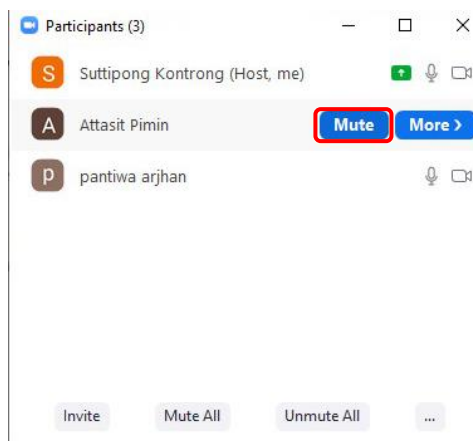 Participants (3)
S Suttipong Kontrong (Host, me)
A Attasit Pimin Mute More >
p pantiwa arjhan
Invite Mute All Unmute All ...